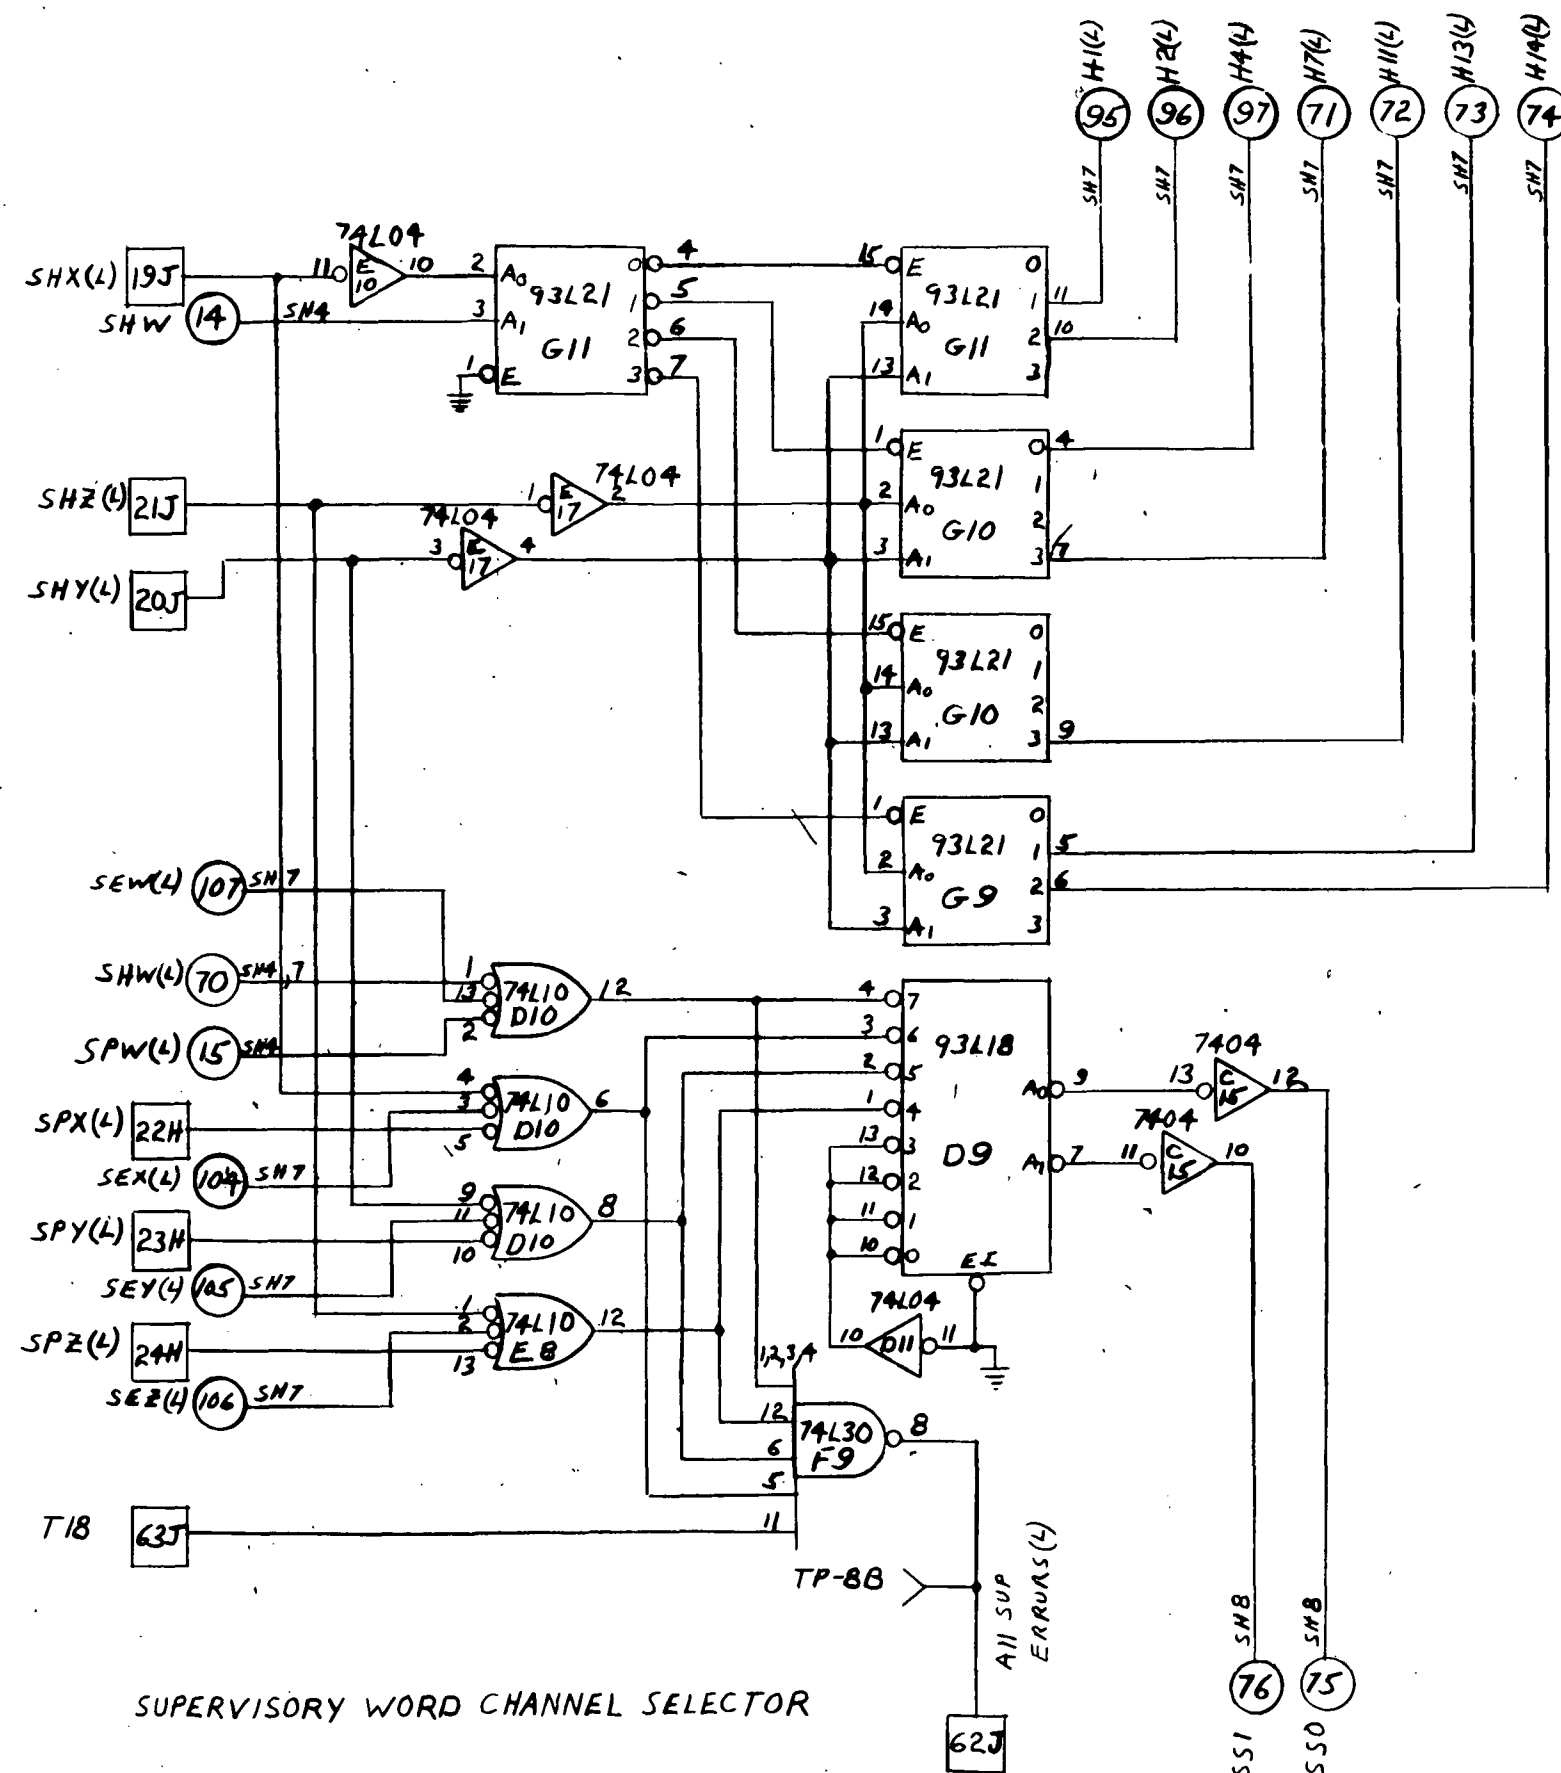 H1(L) H2(L) H4(L) H7(L) H11(L) H13(L) H14(L)
95 96 97 71 72 73 74
SH7 SH7 SH7 SH7 SH7 SH7 SH7
74L04
SHX(L) 19J 11 E 10 10 2 A0 93L21 0 4 15 E 93L21 0
SHW 14 SH4 3 A1 G11 1 5 14 A0 G11 1 11
2 6 2 10
1 E 3 7 13 A1 3
1 E 93L21 0 4
74L04
SHZ(L) 21J 1 E 17 2 2 A0 G10 1
2
74L04
SHY(L) 20J 3 E 17 4 3 A1 3 7
15 E 93L21 0
1
14 A0 G10 2
13 A1 3 9
1 E 93L21 0
1 5
2 A0 G9 2 6
3 A1 3
SEW(L) 107 SH7
SHW(L) 70 SH4,7 1 13 2 74L10 D10 12
SPW(L) 15 SH4
4 3 5 74L10 D10 6
SPX(L) 22H
SEX(L) 104 SH7
9 11 10 74L10 D10 8
SPY(L) 23H
SEY(L) 105 SH7
1 2 13 74L10 E8 12
SPZ(L) 24H
SEZ(L) 106 SH7
4 7
3 6 93L18
2 5
1 4 A0 9 13 7404 C 15 12
13 3 D9 A1 7 11 7404 C 15 10
12 2
11 1
10 0 EI
74L04
10 D11 11
1,2,3,4
12 74L30 F9 8
6
5
T18 63J 11
TP-8B
All SUP
ERRURS(L)
62J
SH8 SH8
76 75
SS1 SS0
SUPERVISORY WORD CHANNEL SELECTOR